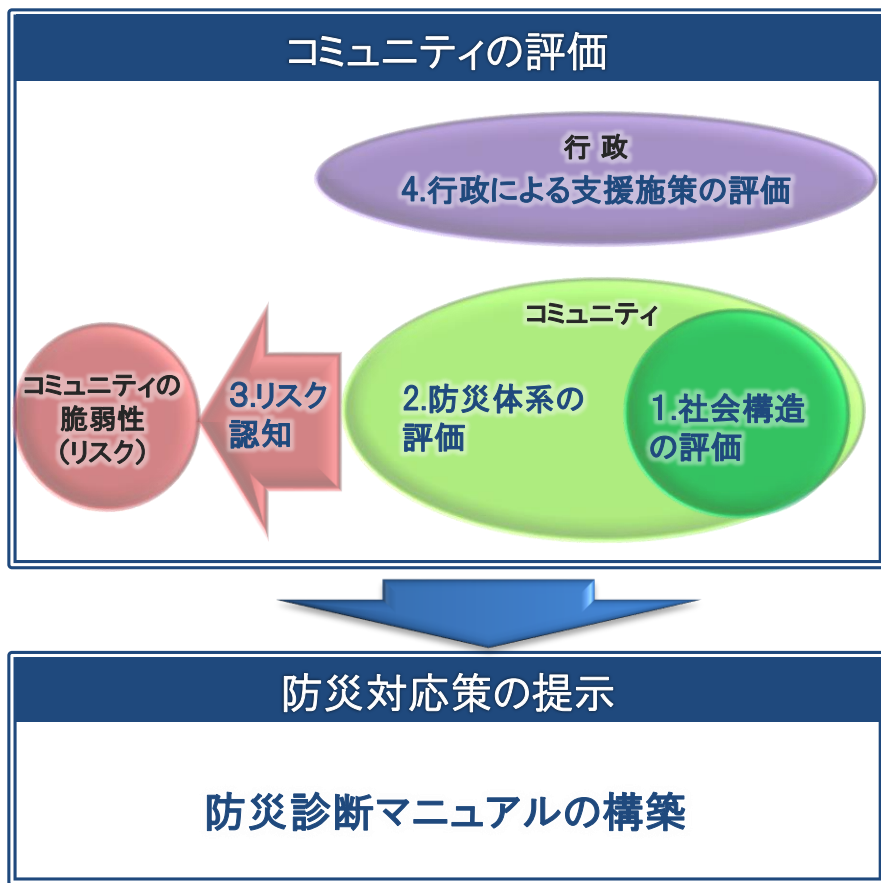 コミュニティの評価
行 政
4.行政による支援施策の評価
コミュニティ
コミュニティの
脆弱性
（リスク）
3.リスク
認知
2.防災体系の
評価
1.社会構造
の評価
防災対応策の提示
防災診断マニュアルの構築